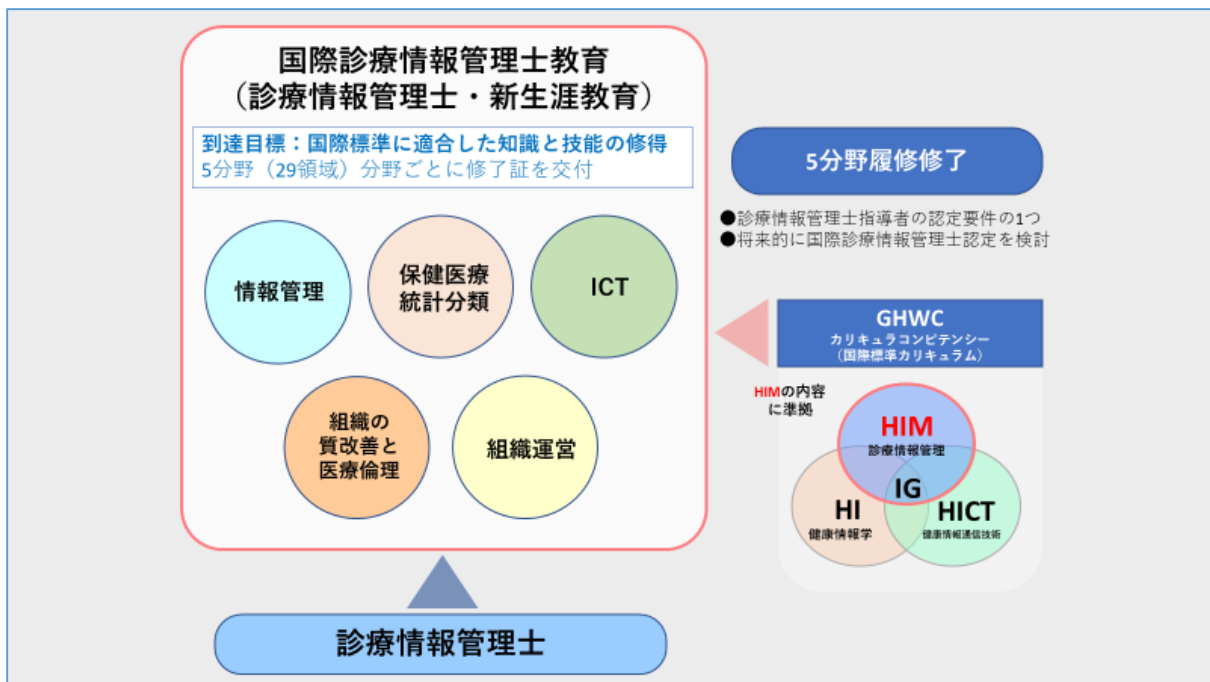 国際診療情報管理士教育
（診療情報管理士・新生涯教育）
到達目標：国際標準に適合した知識と技能の修得
5分野（29領域）分野ごとに修了証を交付
情報管理
保健医療
統計分類
ICT
組織の
質改善と
医療倫理
組織運営
診療情報管理士
5分野履修修了
●診療情報管理士指導者の認定要件の1つ
●将来的に国際診療情報管理士認定を検討
GHWC
カリキュラコンピテンシー
（国際標準カリキュラム）
HIMの内容
に準拠
HIM
診療情報管理
IG
HI
健康情報学
HICT
健康情報通信技術